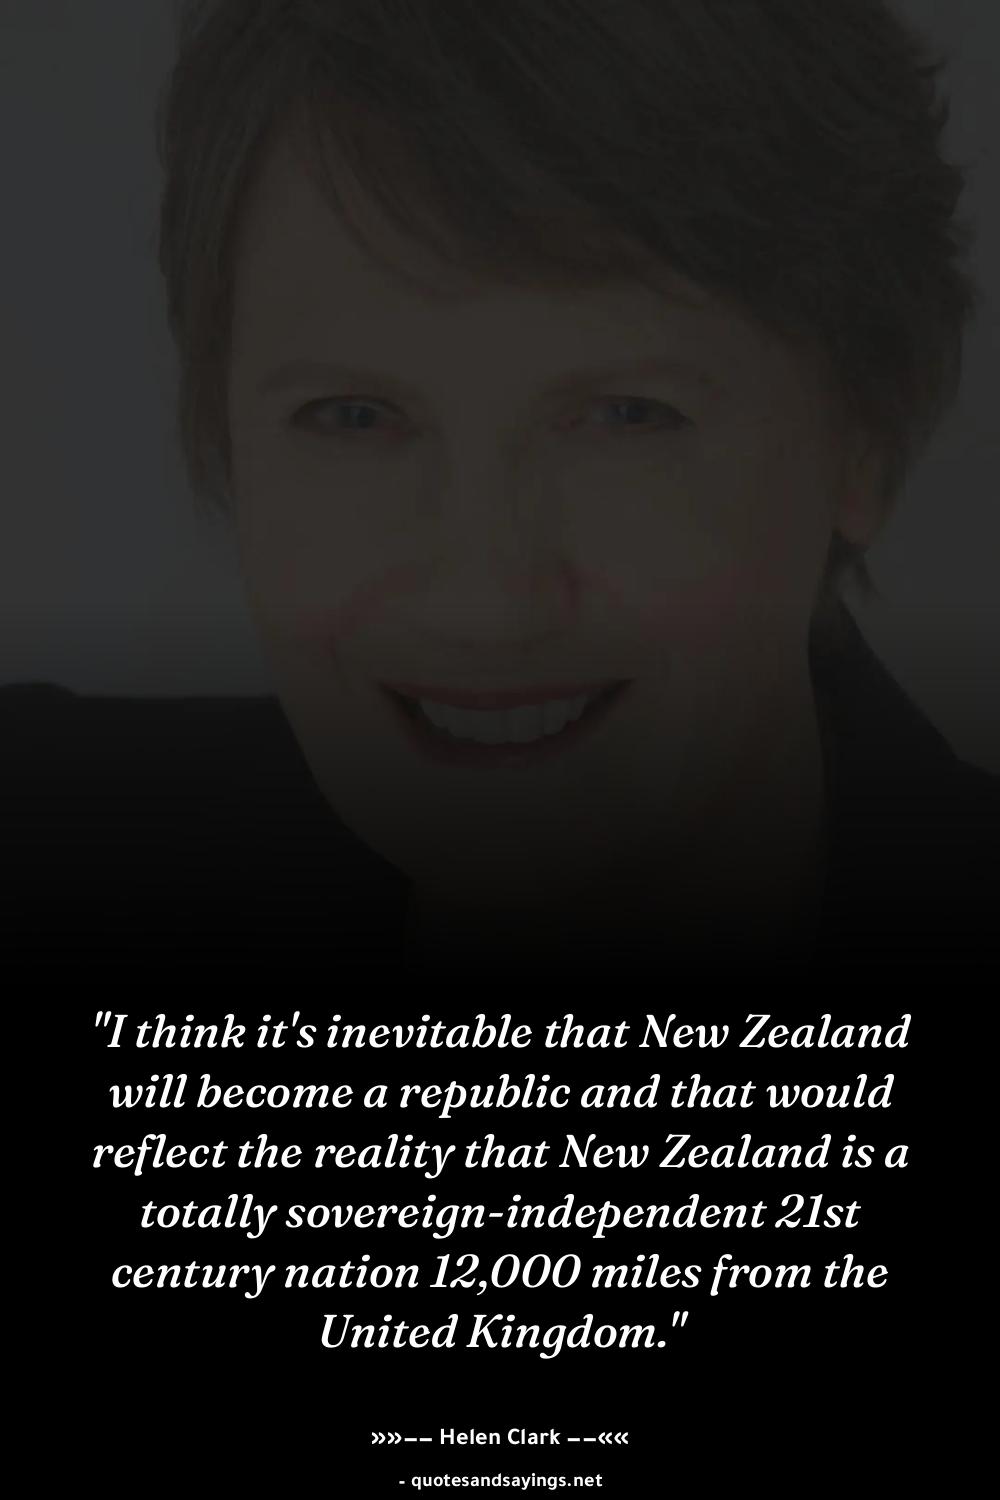 "I think it's inevitable that New Zealand
will become a republic and that would
reflect the reality that New Zealand is a
totally sovereign-independent 21st
century nation 12,000 miles from the
United Kingdom."
»»–– Helen Clark ––««
- quotesandsayings.net